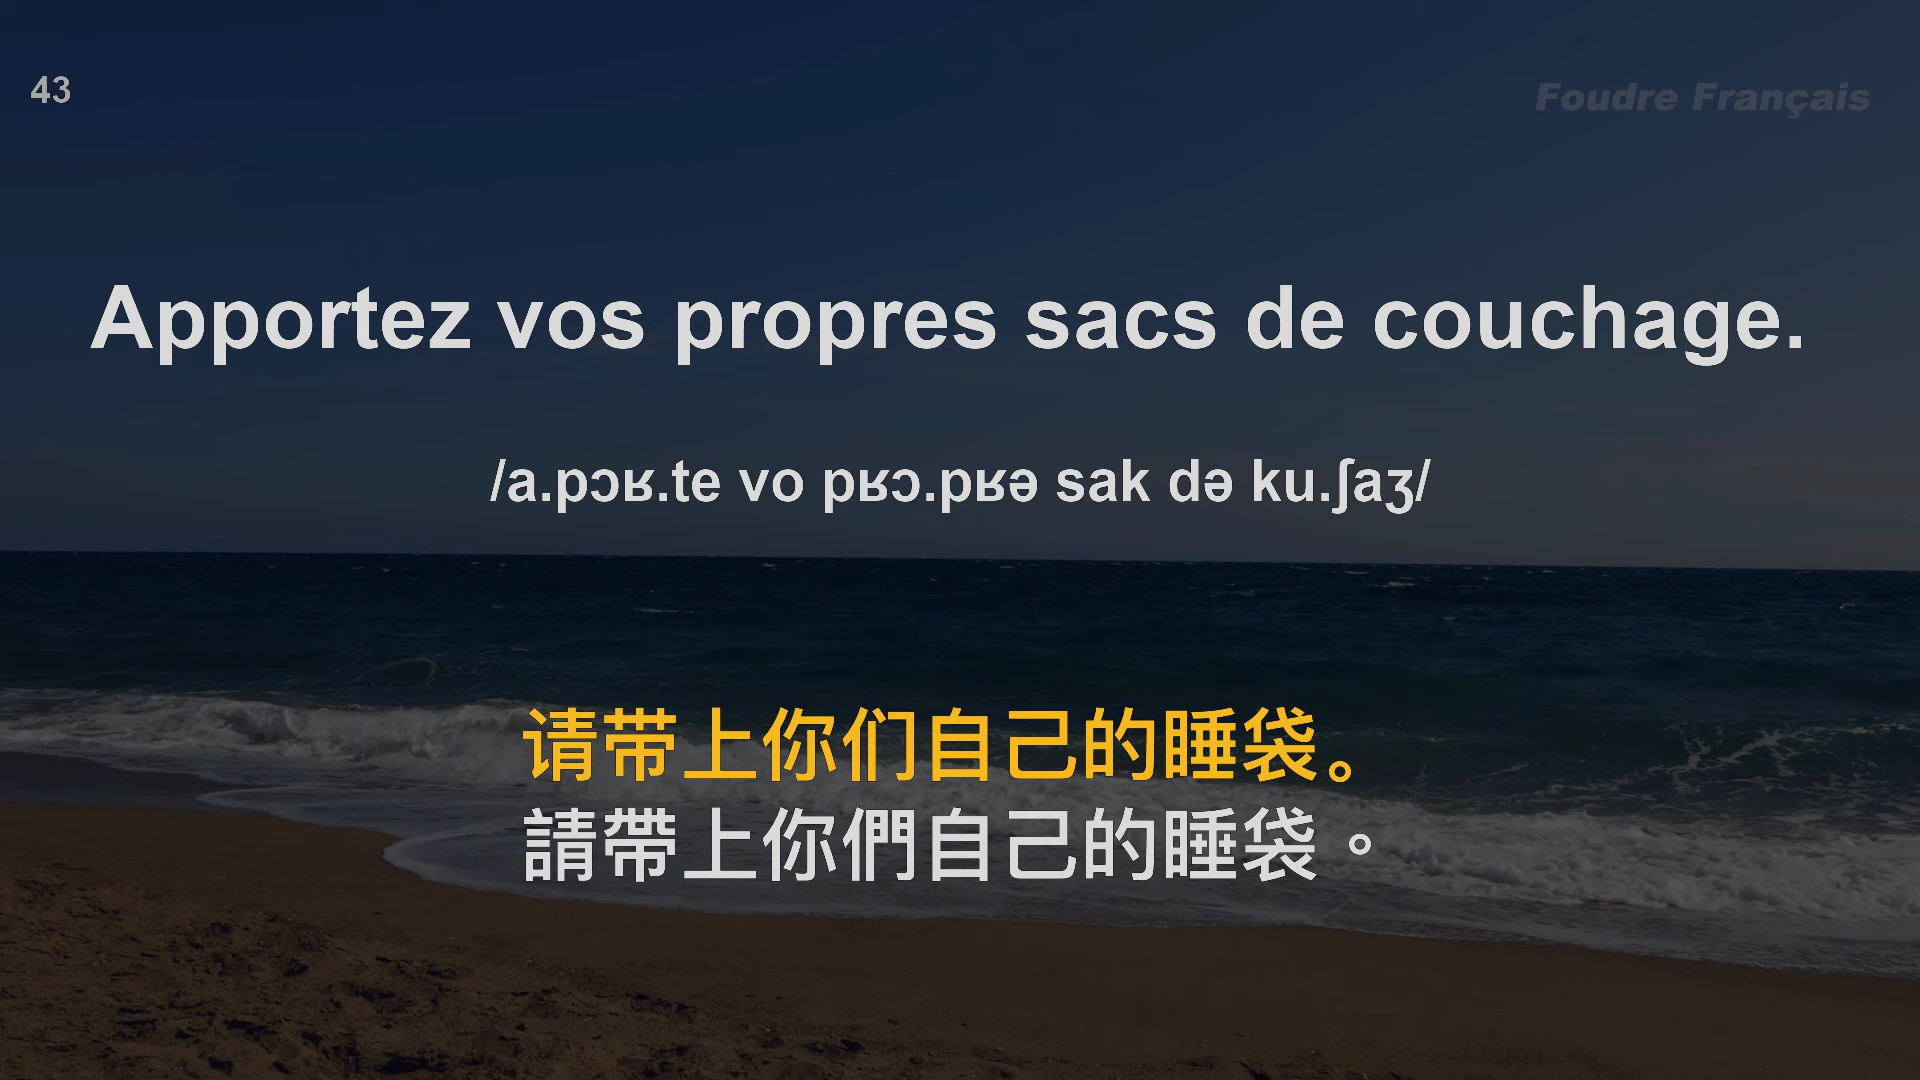 43
Foudre Français
Apportez vos propres sacs de couchage.
/a.pɔʁ.te vo pʁɔ.pʁə sak də ku.ʃaʒ/
请带上你们自己的睡袋。
請帶上你們自己的睡袋。